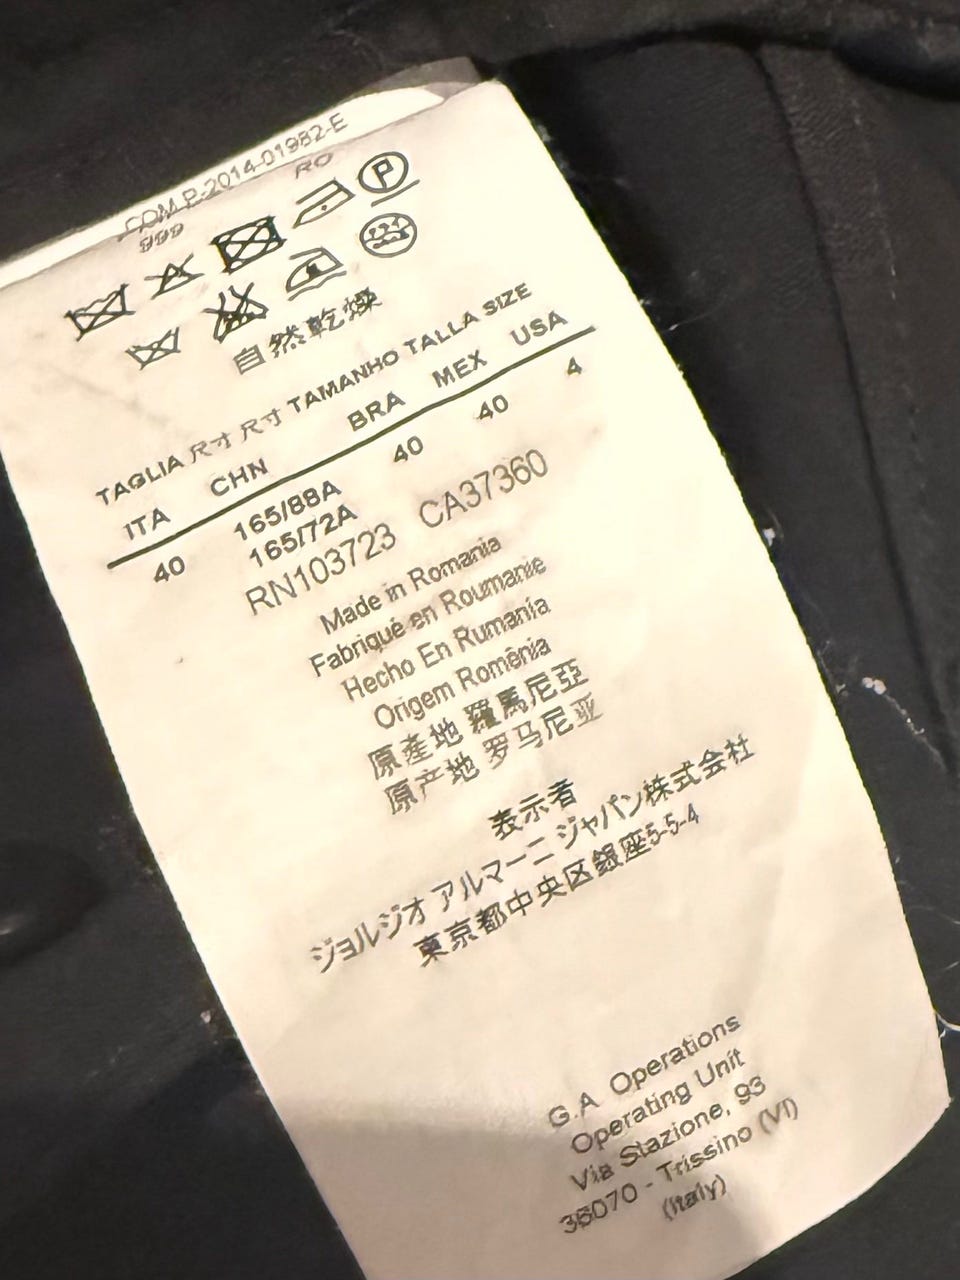 COM.P-2014-01982-E
999 RO
P
自然乾燥
TAGLIA 尺寸 尺寸 TAMANHO TALLA SIZE
ITA CHN BRA MEX USA
40 165/88A 40 40 4
165/72A
RN103723 CA37360
Made in Romania
Fabriqué en Roumanie
Hecho En Rumanía
Origem Romênia
原產地 羅馬尼亞
原产地 罗马尼亚
表示者
ジョルジオ アルマーニ ジャパン株式会社
東京都中央区銀座5-5-4
G.A Operations
Operating Unit
Via Stazione, 93
36070 - Trissino (VI)
(Italy)